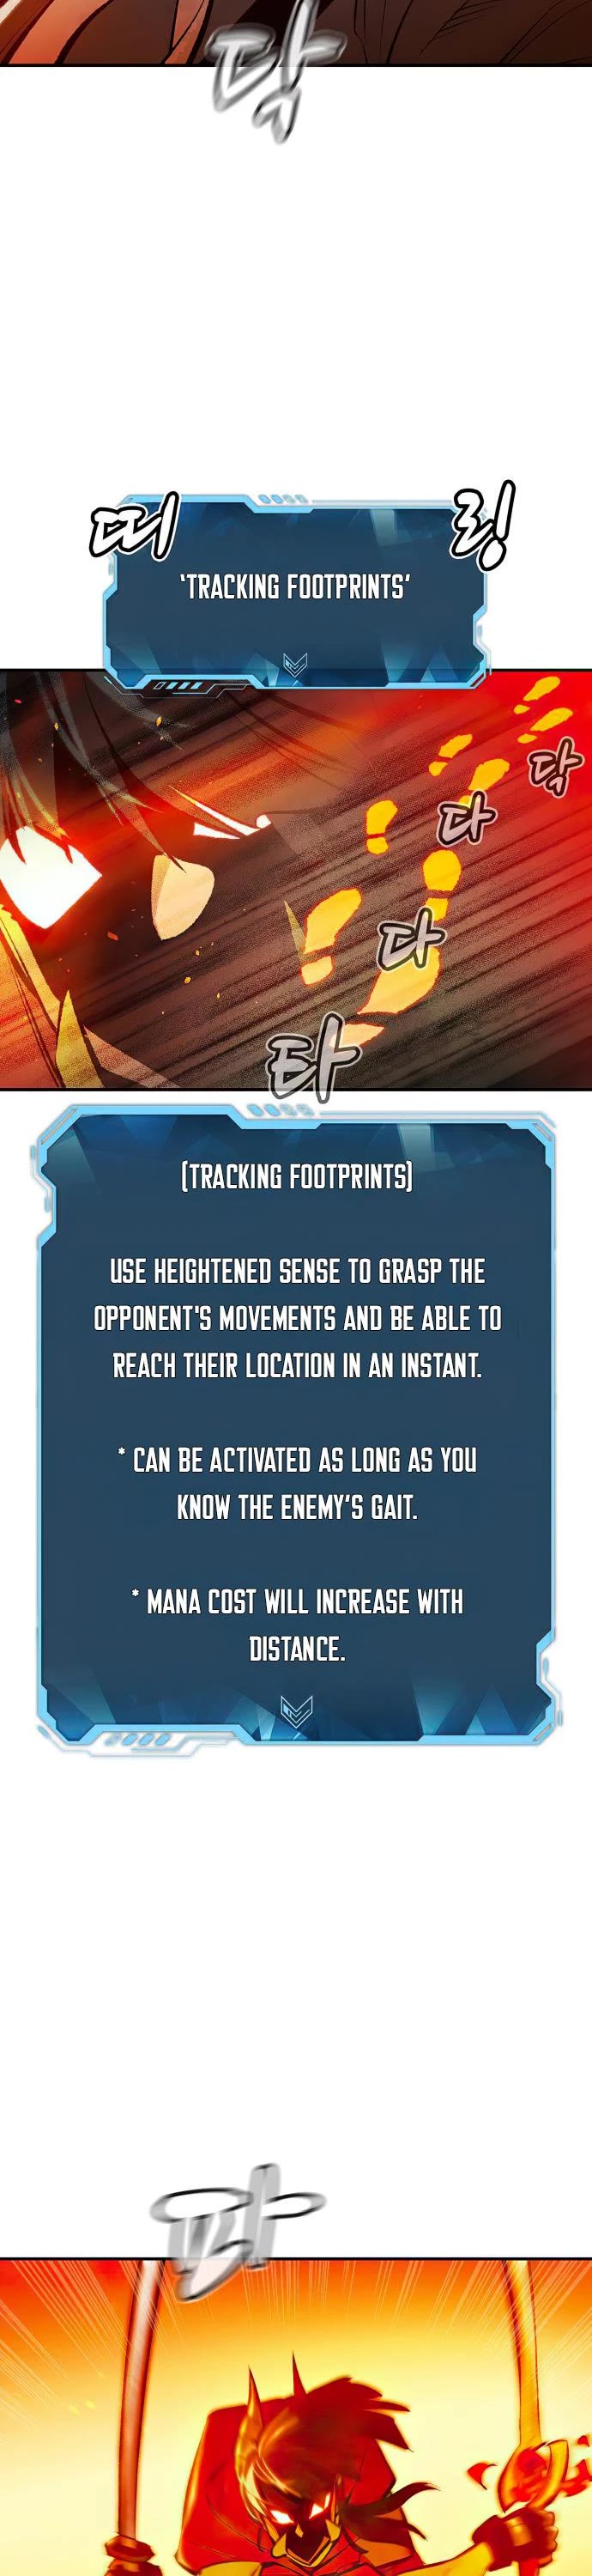 닥
띠
링
'TRACKING FOOTPRINTS'
닥
다
다
타
[TRACKING FOOTPRINTS]
USE HEIGHTENED SENSE TO GRASP THE
OPPONENT'S MOVEMENTS AND BE ABLE TO
REACH THEIR LOCATION IN AN INSTANT.
* CAN BE ACTIVATED AS LONG AS YOU
KNOW THE ENEMY'S GAIT.
* MANA COST WILL INCREASE WITH
DISTANCE.